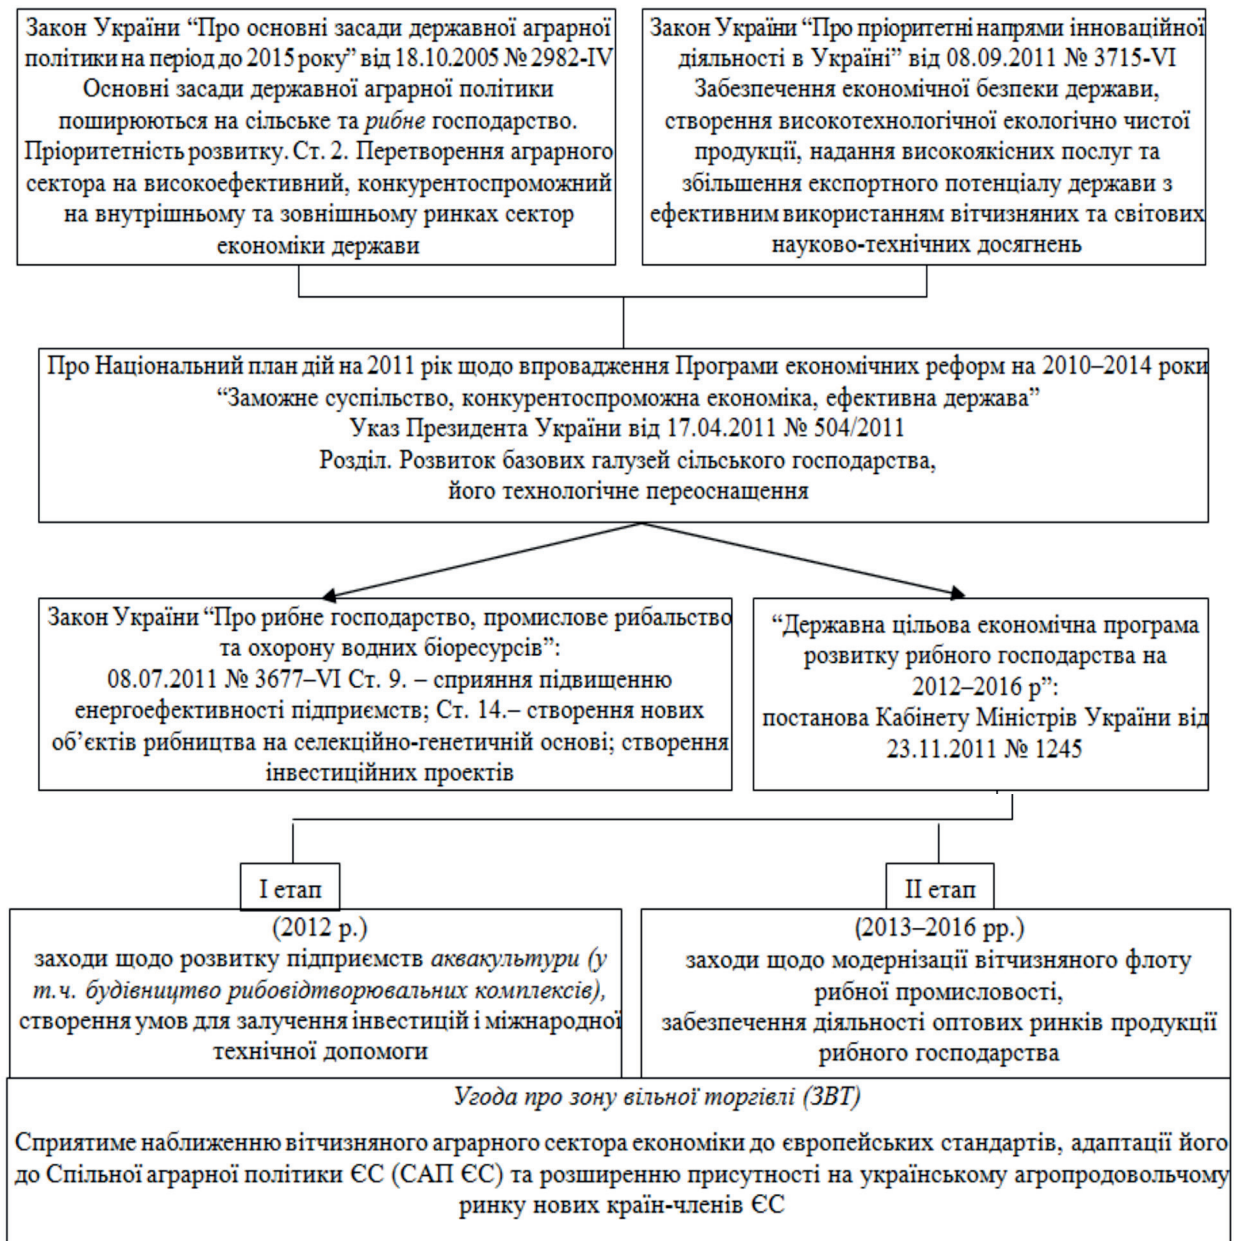 Закон України “Про основні засади державної аграрної
політики на період до 2015 року” від 18.10.2005 № 2982-IV
Основні засади державної аграрної політики
поширюються на сільське та рибне господарство.
Пріоритетність розвитку. Ст. 2. Перетворення аграрного
сектора на високоефективний, конкурентоспроможний
на внутрішньому та зовнішньому ринках сектор
економіки держави
Закон України “Про пріоритетні напрями інноваційної
діяльності в Україні” від 08.09.2011 № 3715-VI
Забезпечення економічної безпеки держави,
створення високотехнологічної екологічно чистої
продукції, надання високоякісних послуг та
збільшення експортного потенціалу держави з
ефективним використанням вітчизняних та світових
науково-технічних досягнень
Про Національний план дій на 2011 рік щодо впровадження Програми економічних реформ на 2010–2014 роки
“Заможне суспільство, конкурентоспроможна економіка, ефективна держава”
Указ Президента України від 17.04.2011 № 504/2011
Розділ. Розвиток базових галузей сільського господарства,
його технологічне переоснащення
Закон України “Про рибне господарство, промислове рибальство
та охорону водних біоресурсів”:
08.07.2011 № 3677–VI Ст. 9. – сприяння підвищенню
енергоефективності підприємств; Ст. 14.– створення нових
об’єктів рибництва на селекційно-генетичній основі; створення
інвестиційних проектів
“Державна цільова економічна програма
розвитку рибного господарства на
2012–2016 р”:
постанова Кабінету Міністрів України від
23.11.2011 № 1245
І етап
(2012 р.)
заходи щодо розвитку підприємств аквакультури (у
т.ч. будівництво рибовідтворювальних комплексів),
створення умов для залучення інвестицій і міжнародної
технічної допомоги
ІІ етап
(2013–2016 рр.)
заходи щодо модернізації вітчизняного флоту
рибної промисловості,
забезпечення діяльності оптових ринків продукції
рибного господарства
Угода про зону вільної торгівлі (ЗВТ)
Сприятиме наближенню вітчизняного аграрного сектора економіки до європейських стандартів, адаптації його
до Спільної аграрної політики ЄС (САП ЄС) та розширенню присутності на українському агропродовольчому
ринку нових країн-членів ЄС